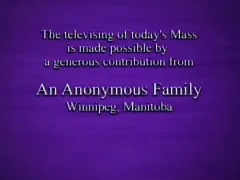 The televising of today's Mass
is made possible by
a generous contribution from
An Anonymous Family
Winnipeg, Manitoba